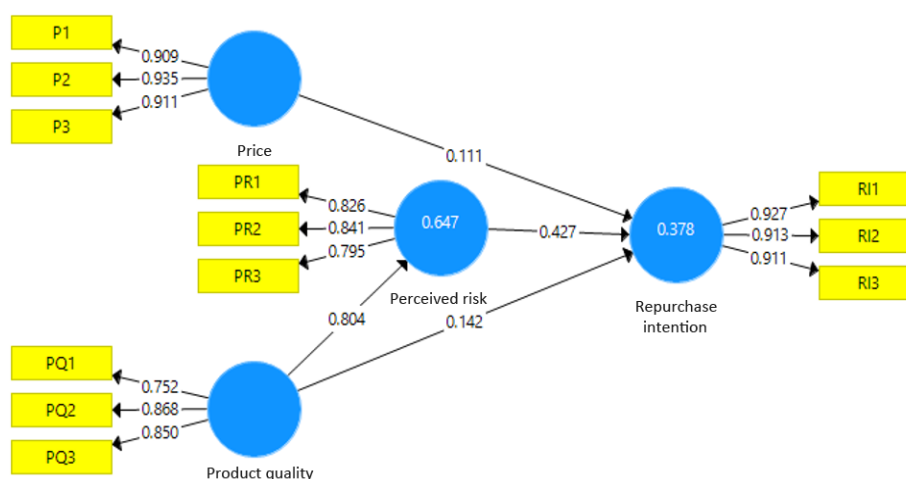 P1
0.909
P2
0.935
0.911
P3
Price
0.111
PR1
0.826
PR2
0.841
PR3
0.795
0.647
Perceived risk
0.427
0.378
Repurchase
intention
RI1
0.927
RI2
0.913
0.911
RI3
0.804
0.142
PQ1
0.752
PQ2
0.868
0.850
PQ3
Product quality